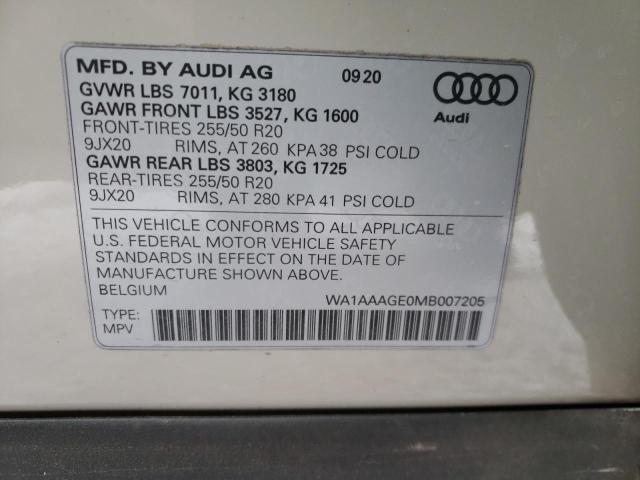 MFD. BY AUDI AG 09 20
GVWR LBS 7011, KG 3180
GAWR FRONT LBS 3527, KG 1600
Audi
FRONT-TIRES 255/50 R20
9JX20 RIMS, AT 260 KPA 38 PSI COLD
GAWR REAR LBS 3803, KG 1725
REAR-TIRES 255/50 R20
9JX20 RIMS, AT 280 KPA 41 PSI COLD
THIS VEHICLE CONFORMS TO ALL APPLICABLE
U.S. FEDERAL MOTOR VEHICLE SAFETY
STANDARDS IN EFFECT ON THE DATE OF
MANUFACTURE SHOWN ABOVE.
BELGIUM WA1AAAGE0MB007205
TYPE:
MPV